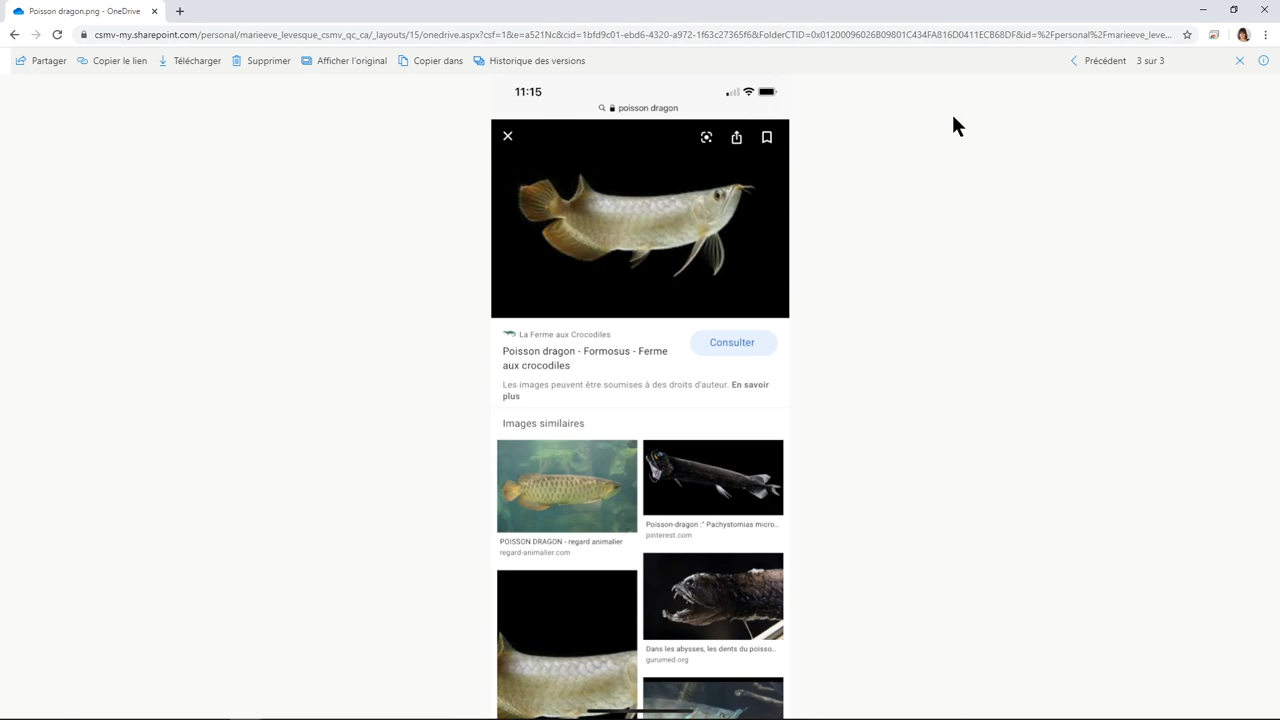 Poisson dragon.png - OneDrive
csmv-my.sharepoint.com/personal/marieeve_levesque_csmv_qc_ca/_layouts/15/onedrive.aspx?csf=1&e=a521Nc&cid=1bfd9c01-ebd6-4320-a972-1f63c27365f6&FolderCTID=0x01200096026B09801C434FA816D0411ECB68DF&id=%2Fpersonal%2Fmarieeve_leve...
Partager Copier le lien Télécharger Supprimer Afficher l'original Copier dans Historique des versions Précédent 3 sur 3
11:15
poisson dragon
La Ferme aux Crocodiles
Consulter
Poisson dragon - Formosus - Ferme
aux crocodiles
Les images peuvent être soumises à des droits d'auteur. En savoir
plus
Images similaires
POISSON DRAGON - regard animalier
regard-animalier.com
Poisson-dragon :" Pachystomias micro...
pinterest.com
Dans les abysses, les dents du poisso...
gurumed.org